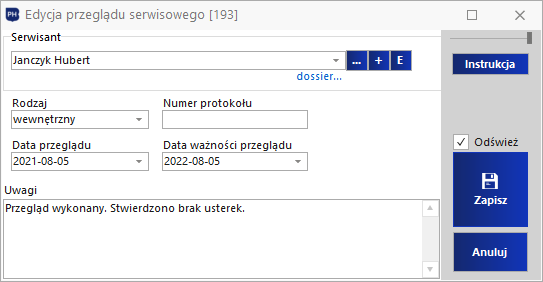 PH
Edycja przeglądu serwisowego [193]
Serwisant
Janczyk Hubert
... + E
dossier...
Instrukcja
Rodzaj
Numer protokołu
wewnętrzny
Data przeglądu
Data ważności przeglądu
2021-08-05
2022-08-05
Odśwież
Zapisz
Anuluj
Uwagi
Przegląd wykonany. Stwierdzono brak usterek.